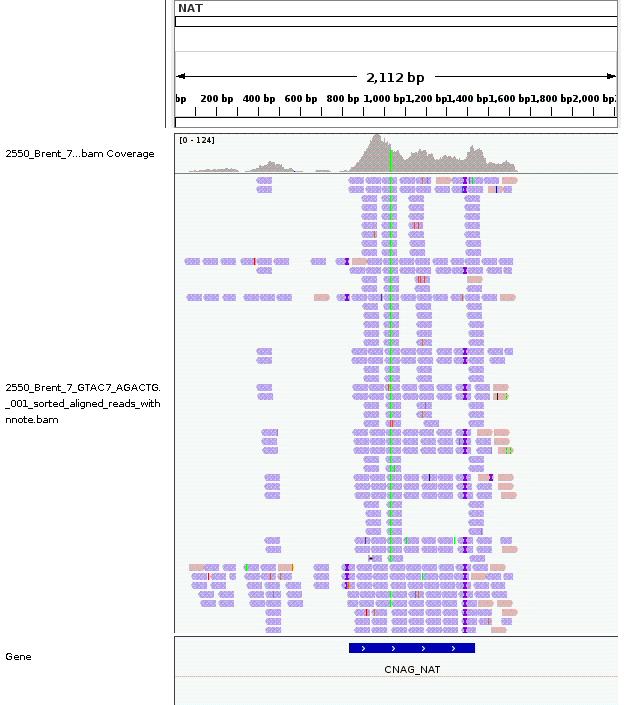 NAT
2,112 bp
bp 200 bp 400 bp 600 bp 800 bp 1,000 bp 1,200 bp 1,400 bp 1,600 bp 1,800 bp 2,000 bp
[0 - 124]
2550_Brent_7...bam Coverage
2550_Brent_7_GTAC7_AGACTG.
_001_sorted_aligned_reads_with
nnote.bam
Gene
CNAG_NAT